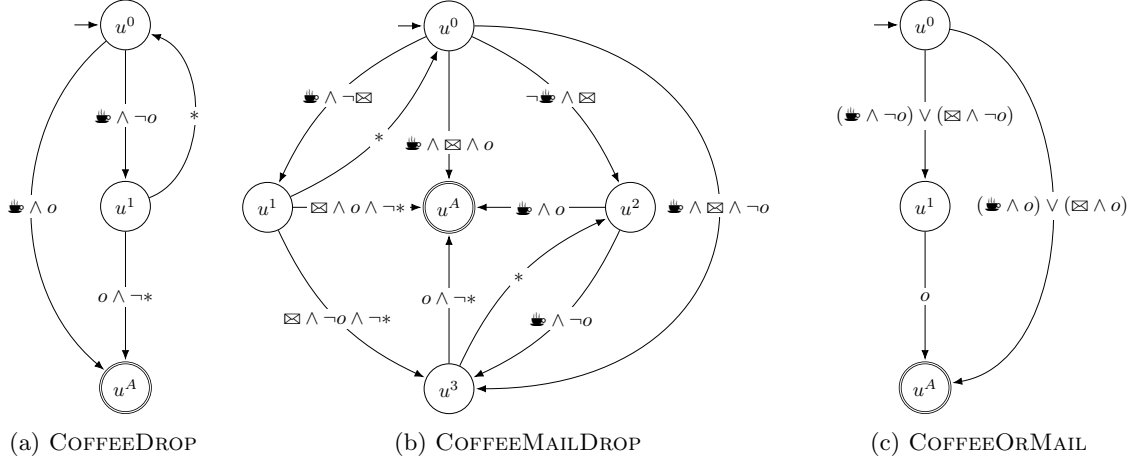 u⁰
☕ ∧ ¬o
*
☕ ∧ o
u¹
o ∧ ¬*
uᴬ
(a) COFFEEDROP
u⁰
☕ ∧ ¬✉
¬☕ ∧ ✉
*
☕ ∧ ✉ ∧ o
u¹
✉ ∧ o ∧ ¬*
uᴬ
☕ ∧ o
u²
☕ ∧ ✉ ∧ ¬o
*
o ∧ ¬*
✉ ∧ ¬o ∧ ¬*
☕ ∧ ¬o
u³
(b) COFFEEMAILDROP
u⁰
(☕ ∧ ¬o) ∨ (✉ ∧ ¬o)
u¹
(☕ ∧ o) ∨ (✉ ∧ o)
o
uᴬ
(c) COFFEEORMAIL